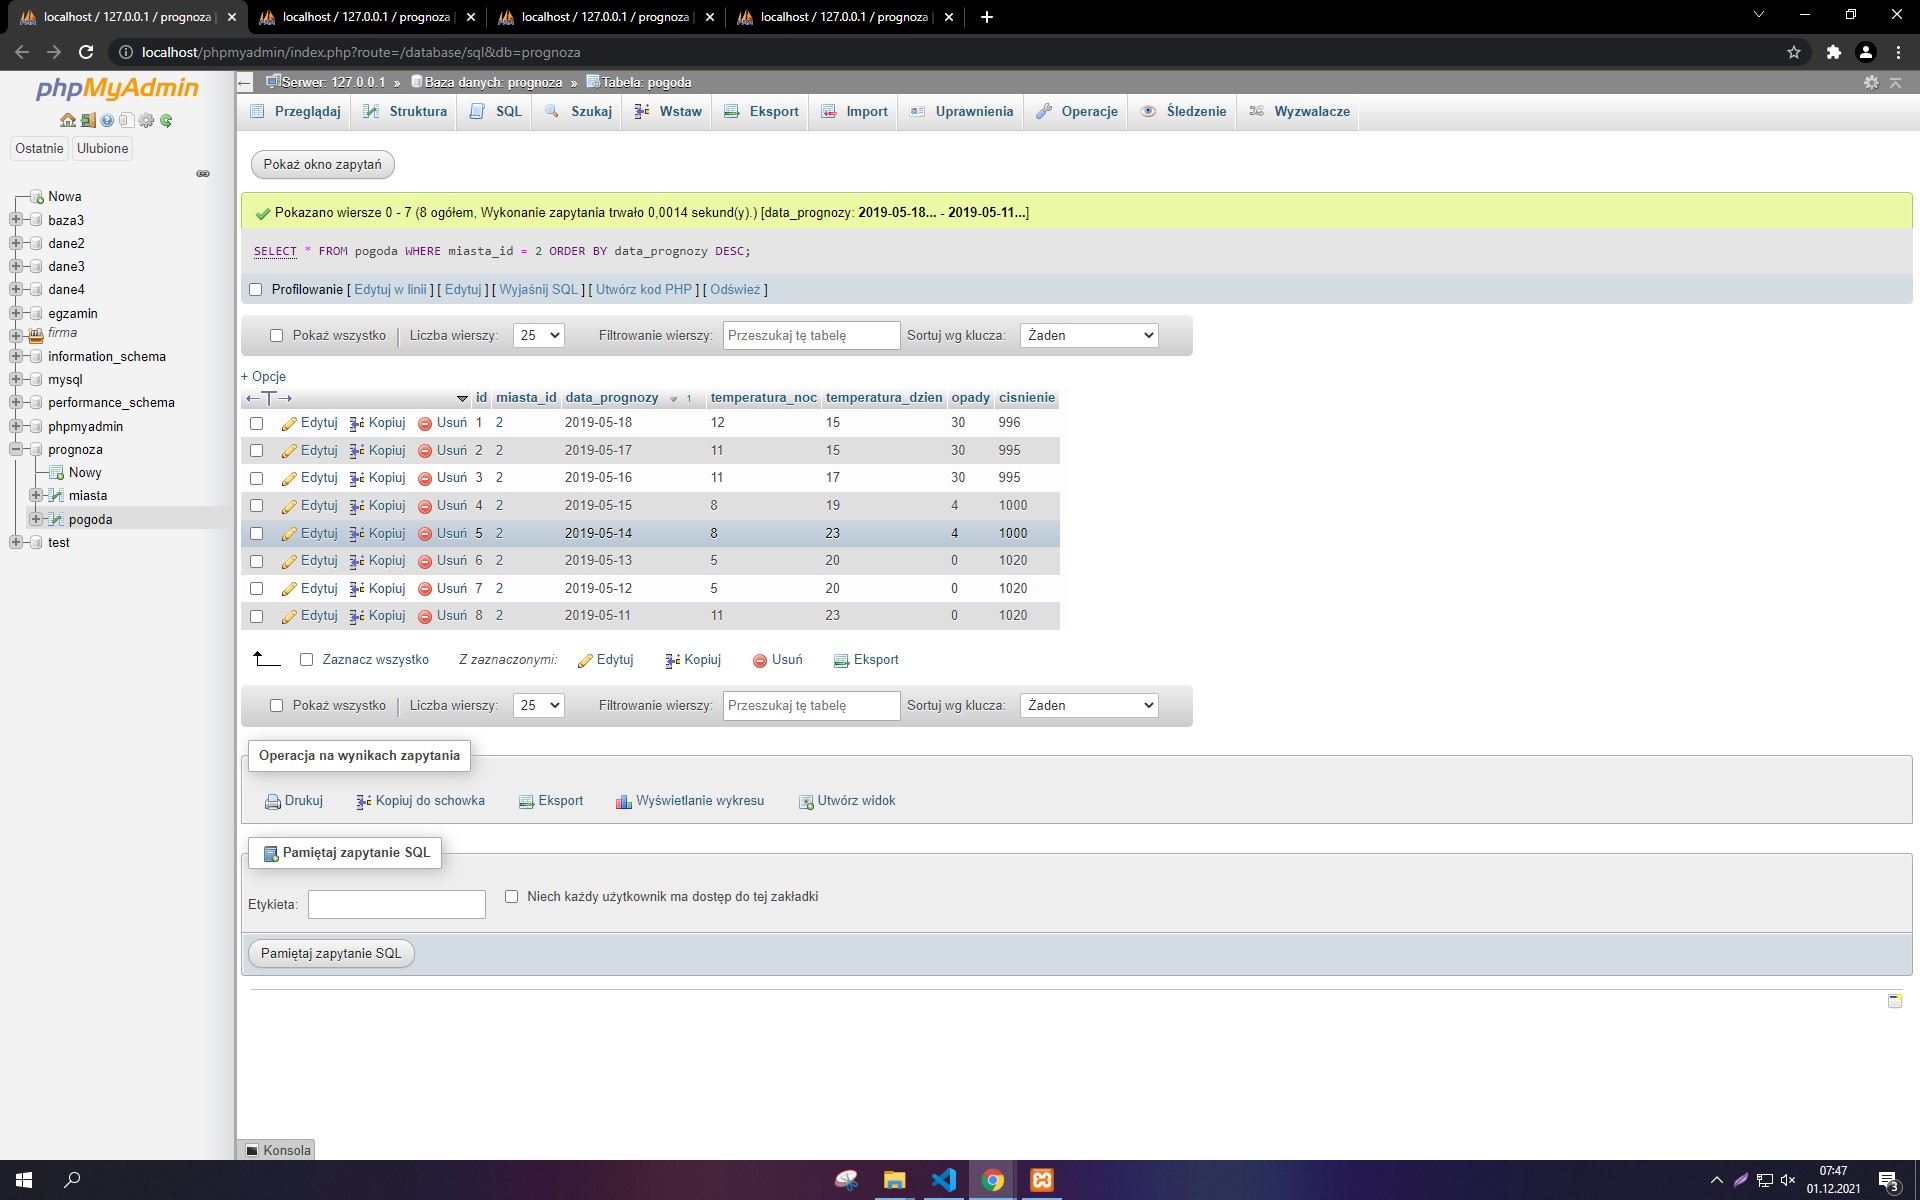 localhost / 127.0.0.1 / prognoza | localhost / 127.0.0.1 / prognoza | localhost / 127.0.0.1 / prognoza | localhost / 127.0.0.1 / prognoza |
localhost/phpmyadmin/index.php?route=/database/sql&db=prognoza
phpMyAdmin
Ostatnie Ulubione
Nowa
baza3
dane2
dane3
dane4
egzamin
firma
information_schema
mysql
performance_schema
phpmyadmin
prognoza
Nowy
miasta
pogoda
test
Serwer: 127.0.0.1 » Baza danych: prognoza » Tabela: pogoda
Przeglądaj Struktura SQL Szukaj Wstaw Eksport Import Uprawnienia Operacje Śledzenie Wyzwalacze
Pokaż okno zapytań
Pokazano wiersze 0 - 7 (8 ogółem, Wykonanie zapytania trwało 0,0014 sekund(y).) [data_prognozy: 2019-05-18... - 2019-05-11...]
SELECT * FROM pogoda WHERE miasta_id = 2 ORDER BY data_prognozy DESC;
Profilowanie [ Edytuj w linii ] [ Edytuj ] [ Wyjaśnij SQL ] [ Utwórz kod PHP ] [ Odśwież ]
Pokaż wszystko | Liczba wierszy: 25 Filtrowanie wierszy: Przeszukaj tę tabelę Sortuj wg klucza: Żaden
+ Opcje
←T→ id miasta_id data_prognozy 1 temperatura_noc temperatura_dzien opady cisnienie
Edytuj Kopiuj Usuń 1 2 2019-05-18 12 15 30 996
Edytuj Kopiuj Usuń 2 2 2019-05-17 11 15 30 995
Edytuj Kopiuj Usuń 3 2 2019-05-16 11 17 30 995
Edytuj Kopiuj Usuń 4 2 2019-05-15 8 19 4 1000
Edytuj Kopiuj Usuń 5 2 2019-05-14 8 23 4 1000
Edytuj Kopiuj Usuń 6 2 2019-05-13 5 20 0 1020
Edytuj Kopiuj Usuń 7 2 2019-05-12 5 20 0 1020
Edytuj Kopiuj Usuń 8 2 2019-05-11 11 23 0 1020
Zaznacz wszystko Z zaznaczonymi: Edytuj Kopiuj Usuń Eksport
Pokaż wszystko | Liczba wierszy: 25 Filtrowanie wierszy: Przeszukaj tę tabelę Sortuj wg klucza: Żaden
Operacja na wynikach zapytania
Drukuj Kopiuj do schowka Eksport Wyświetlanie wykresu Utwórz widok
Pamiętaj zapytanie SQL
Etykieta: Niech każdy użytkownik ma dostęp do tej zakładki
Pamiętaj zapytanie SQL
Konsola
07:47
01.12.2021
3